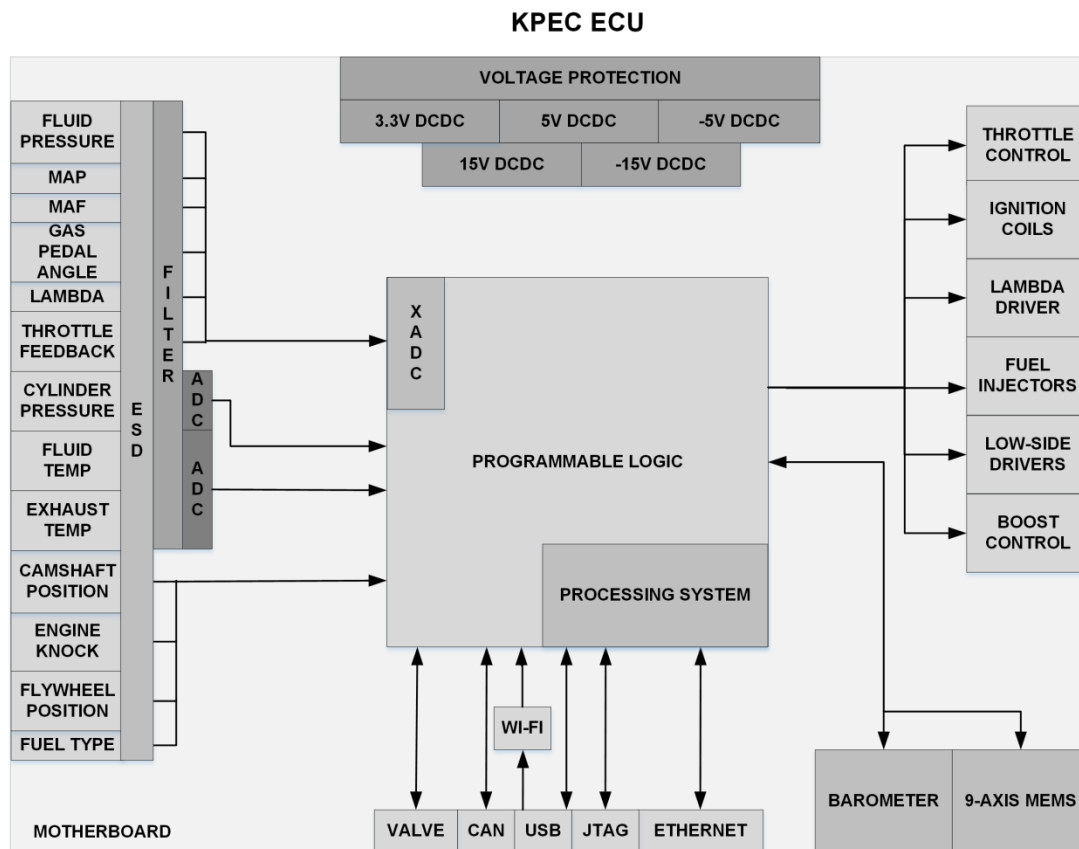 KPEC ECU
VOLTAGE PROTECTION
3.3V DCDC
5V DCDC
-5V DCDC
15V DCDC
-15V DCDC
FLUID
PRESSURE
MAP
MAF
GAS
PEDAL
ANGLE
LAMBDA
THROTTLE
FEEDBACK
CYLINDER
PRESSURE
FLUID
TEMP
EXHAUST
TEMP
CAMSHAFT
POSITION
ENGINE
KNOCK
FLYWHEEL
POSITION
FUEL TYPE
ESD
FILTER
ADC
ADC
XADC
PROGRAMMABLE LOGIC
PROCESSING SYSTEM
THROTTLE
CONTROL
IGNITION
COILS
LAMBDA
DRIVER
FUEL
INJECTORS
LOW-SIDE
DRIVERS
BOOST
CONTROL
WI-FI
VALVE
CAN
USB
JTAG
ETHERNET
BAROMETER
9-AXIS MEMS
MOTHERBOARD